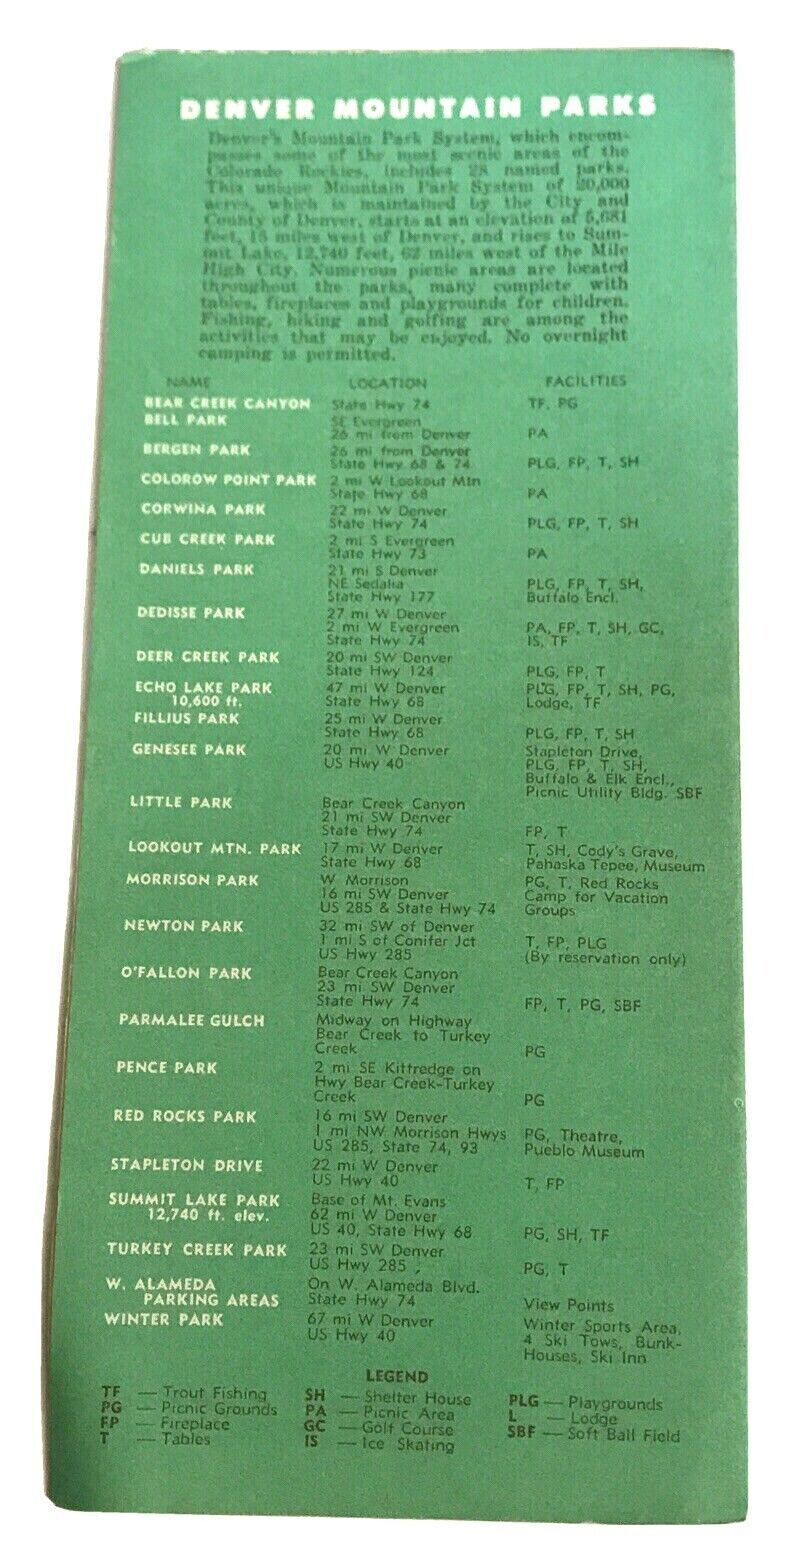 DENVER MOUNTAIN PARKS
Denver's Mountain Park System, which encom-
passes some of the most scenic areas of the
Colorado Rockies, includes 28 named parks.
This unique Mountain Park System of 20,000
acres, which is maintained by the City and
County of Denver, starts at an elevation of 5,681
feet, 15 miles west of Denver, and rises to Sum-
mit Lake, 12,740 feet, 62 miles west of the Mile
High City. Numerous picnic areas are located
throughout the parks, many complete with
tables, fireplaces and playgrounds for children.
Fishing, hiking and golfing are among the
activities that may be enjoyed. No overnight
camping is permitted.
NAME LOCATION FACILITIES
BEAR CREEK CANYON State Hwy 74 TF, PG
BELL PARK SE Evergreen
26 mi from Denver PA
BERGEN PARK 26 mi from Denver
State Hwy 68 & 74 PLG, FP, T, SH
COLOROW POINT PARK 2 mi W Lookout Mtn
State Hwy 68 PA
CORWINA PARK 22 mi W Denver
State Hwy 74 PLG, FP, T, SH
CUB CREEK PARK 2 mi S Evergreen
State Hwy 73 PA
DANIELS PARK 21 mi S Denver
NE Sedalia PLG, FP, T, SH,
State Hwy 177 Buffalo Encl.
DEDISSE PARK 27 mi W Denver
2 mi W Evergreen PA, FP, T, SH, GC,
State Hwy 74 IS, TF
DEER CREEK PARK 20 mi SW Denver
State Hwy 124 PLG, FP, T
ECHO LAKE PARK 47 mi W Denver PLG, FP, T, SH, PG,
10,600 ft. State Hwy 68 Lodge, TF
FILLIUS PARK 25 mi W Denver
State Hwy 68 PLG, FP, T, SH
GENESEE PARK 20 mi W Denver Stapleton Drive,
US Hwy 40 PLG, FP, T, SH,
Buffalo & Elk Encl.,
Picnic Utility Bldg. SBF
LITTLE PARK Bear Creek Canyon
21 mi SW Denver
State Hwy 74 FP, T
LOOKOUT MTN. PARK 17 mi W Denver T, SH, Cody's Grave,
State Hwy 68 Pahaska Tepee, Museum
MORRISON PARK W. Morrison PG, T, Red Rocks
16 mi SW Denver Camp for Vacation
US 285 & State Hwy 74 Groups
NEWTON PARK 32 mi SW of Denver
1 mi S of Conifer Jct T, FP, PLG
US Hwy 285 (By reservation only)
O'FALLON PARK Bear Creek Canyon
23 mi SW Denver
State Hwy 74 FP, T, PG, SBF
PARMALEE GULCH Midway on Highway
Bear Creek to Turkey
Creek PG
PENCE PARK 2 mi SE Kittredge on
Hwy Bear Creek-Turkey
Creek PG
RED ROCKS PARK 16 mi SW Denver
1 mi NW Morrison Hwys PG, Theatre,
US 285, State 74, 93 Pueblo Museum
STAPLETON DRIVE 22 mi W Denver
US Hwy 40 T, FP
SUMMIT LAKE PARK Base of Mt. Evans
12,740 ft. elev. 62 mi W Denver
US 40, State Hwy 68 PG, SH, TF
TURKEY CREEK PARK 23 mi SW Denver
US Hwy 285 PG, T
W. ALAMEDA On W. Alameda Blvd.
PARKING AREAS State Hwy 74 View Points
WINTER PARK 67 mi W Denver Winter Sports Area,
US Hwy 40 4 Ski Tows, Bunk-
Houses, Ski Inn
LEGEND
TF — Trout Fishing SH — Shelter House PLG — Playgrounds
PG — Picnic Grounds PA — Picnic Area L — Lodge
FP — Fireplace GC — Golf Course SBF — Soft Ball Field
T — Tables IS — Ice Skating